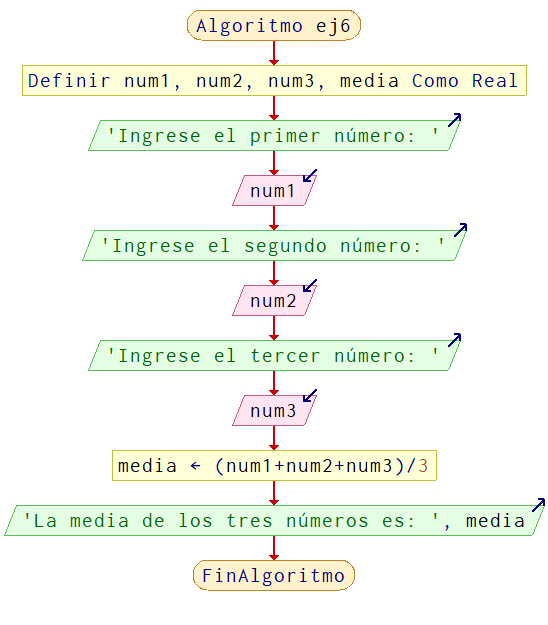 Algoritmo ej6
Definir num1, num2, num3, media Como Real
'Ingrese el primer número: '
num1
'Ingrese el segundo número: '
num2
'Ingrese el tercer número: '
num3
media ← (num1+num2+num3)/3
'La media de los tres números es: ', media
FinAlgoritmo